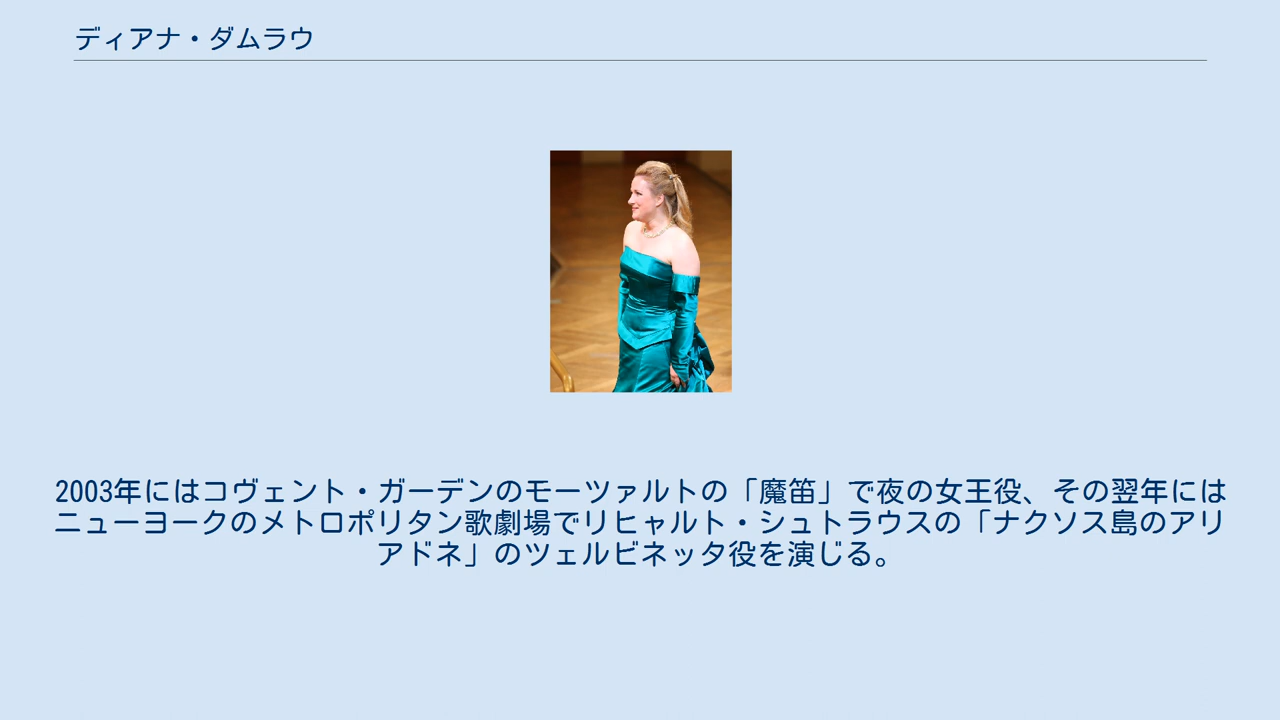 ディアナ・ダムラウ
2003年にはコヴェント・ガーデンのモーツァルトの「魔笛」で夜の女王役、その翌年には
ニューヨークのメトロポリタン歌劇場でリヒャルト・シュトラウスの「ナクソス島のアリ
アドネ」のツェルビネッタ役を演じる。